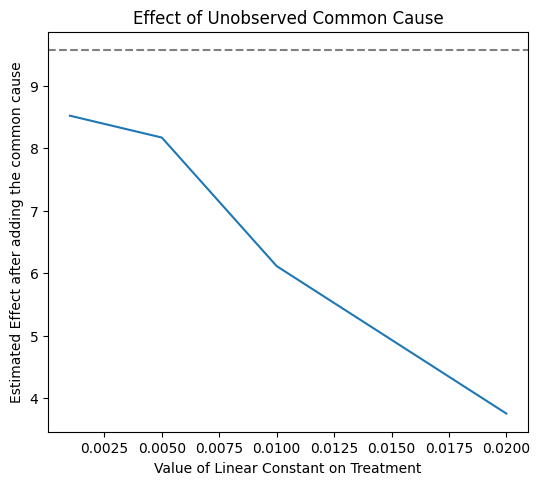 Effect of Unobserved Common Cause
Estimated Effect after adding the common cause
9
8
7
6
5
4
0.0025 0.0050 0.0075 0.0100 0.0125 0.0150 0.0175 0.0200
Value of Linear Constant on Treatment